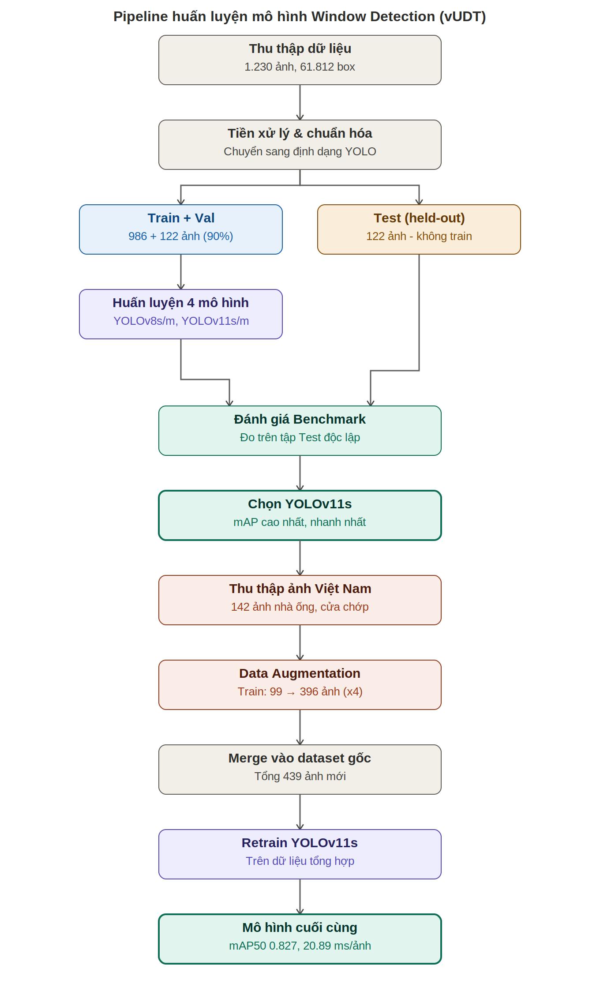 Pipeline huấn luyện mô hình Window Detection (vUDT)
Thu thập dữ liệu
1.230 ảnh, 61.812 box
Tiền xử lý & chuẩn hóa
Chuyển sang định dạng YOLO
Train + Val
986 + 122 ảnh (90%)
Test (held-out)
122 ảnh - không train
Huấn luyện 4 mô hình
YOLOv8s/m, YOLOv11s/m
Đánh giá Benchmark
Đo trên tập Test độc lập
Chọn YOLOv11s
mAP cao nhất, nhanh nhất
Thu thập ảnh Việt Nam
142 ảnh nhà ống, cửa chớp
Data Augmentation
Train: 99 → 396 ảnh (x4)
Merge vào dataset gốc
Tổng 439 ảnh mới
Retrain YOLOv11s
Trên dữ liệu tổng hợp
Mô hình cuối cùng
mAP50 0.827, 20.89 ms/ảnh